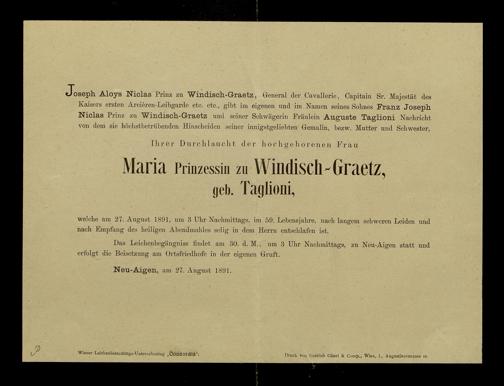 Joseph Aloys Niclas Prinz zu Windisch-Graetz, General der Cavallerie, Capitain Sr. Majestät des
Kaisers ersten Arcièren-Leibgarde etc. etc., gibt im eigenen und im Namen seines Sohnes Franz Joseph
Niclas Prinz zu Windisch-Graetz und seiner Schwägerin Fräulein Auguste Taglioni Nachricht
von dem sie höchstbetrübenden Hinscheiden seiner innigstgeliebten Gemalin, bezw. Mutter und Schwester,
Ihrer Durchlaucht der hochgeborenen Frau
Maria Prinzessin zu Windisch-Graetz,
geb. Taglioni,
welche am 27. August 1891, um 3 Uhr Nachmittags, im 59. Lebensjahre, nach langem schweren Leiden und
nach Empfang des heiligen Abendmahles selig in dem Herrn entschlafen ist.
Das Leichenbegängniss findet am 30. d. M., um 3 Uhr Nachmittags, zu Neu-Aigen statt und
erfolgt die Beisetzung am Ortsfriedhofe in der eigenen Gruft.
Neu-Aigen, am 27. August 1891.
Wiener Leichenbestattungs-Unternehmung „Concordia“.
Druck von Gottlieb Gistel & Comp., Wien, I., Augustinerstrasse